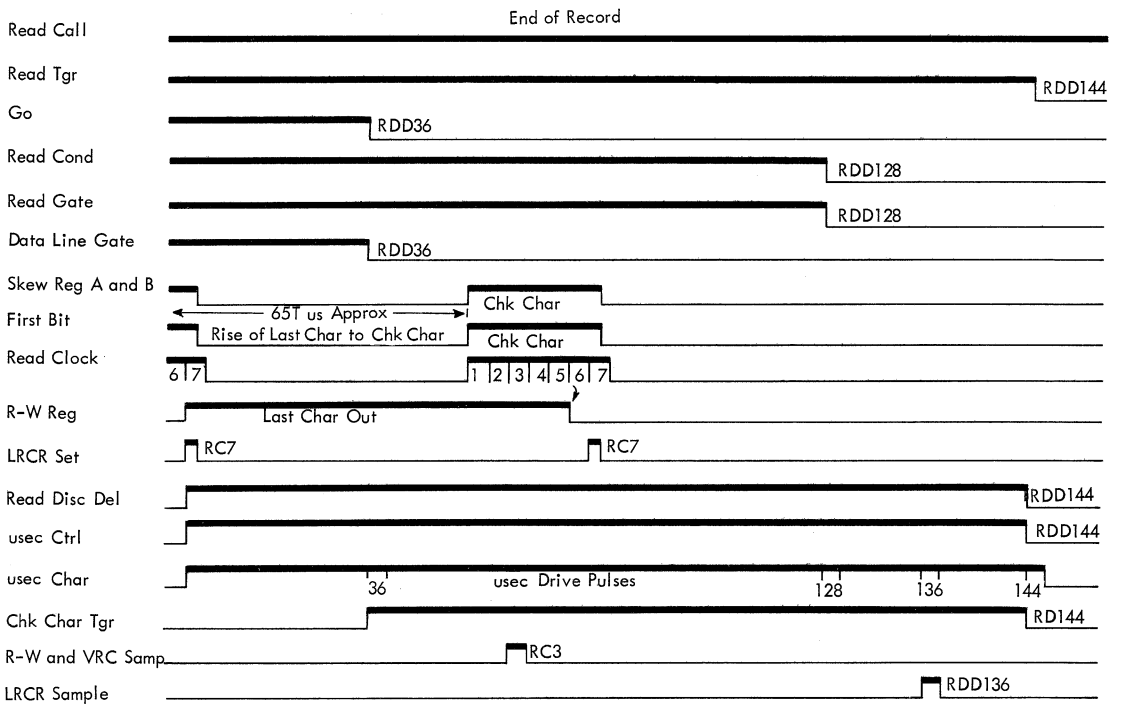 End of Record
Read Call
Read Tgr
RDD144
Go
RDD36
Read Cond
RDD128
Read Gate
RDD128
Data Line Gate
RDD36
Skew Reg A and B
Chk Char
65T us Approx
First Bit
Rise of Last Char to Chk Char
Chk Char
Read Clock
6 7 1 2 3 4 5 6 7
R-W Reg
Last Char Out
LRCR Set
RC7
RC7
Read Disc Del
RDD144
usec Ctrl
RDD144
usec Char
36
usec Drive Pulses
128
136
144
Chk Char Tgr
RD144
R-W and VRC Samp
RC3
LRCR Sample
RDD136